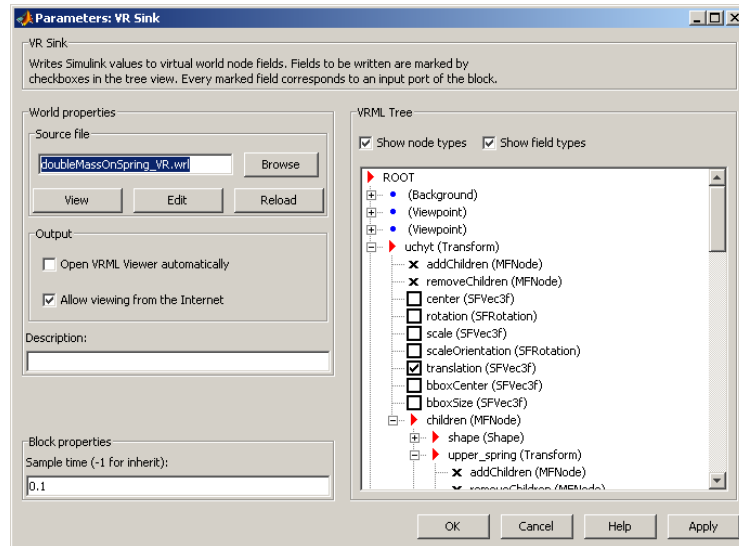 Parameters: VR Sink
VR Sink
Writes Simulink values to virtual world node fields. Fields to be written are marked by
checkboxes in the tree view. Every marked field corresponds to an input port of the block.
World properties
Source file
doubleMassOnSpring_VR.wrl
Browse
View
Edit
Reload
Output
Open VRML Viewer automatically
Allow viewing from the Internet
Description:
Block properties
Sample time (-1 for inherit):
0.1
VRML Tree
Show node types
Show field types
ROOT
(Background)
(Viewpoint)
(Viewpoint)
uchyt (Transform)
addChildren (MFNode)
removeChildren (MFNode)
center (SFVec3f)
rotation (SFRotation)
scale (SFVec3f)
scaleOrientation (SFRotation)
translation (SFVec3f)
bboxCenter (SFVec3f)
bboxSize (SFVec3f)
children (MFNode)
shape (Shape)
upper_spring (Transform)
addChildren (MFNode)
removeChildren (MFNode)
OK
Cancel
Help
Apply